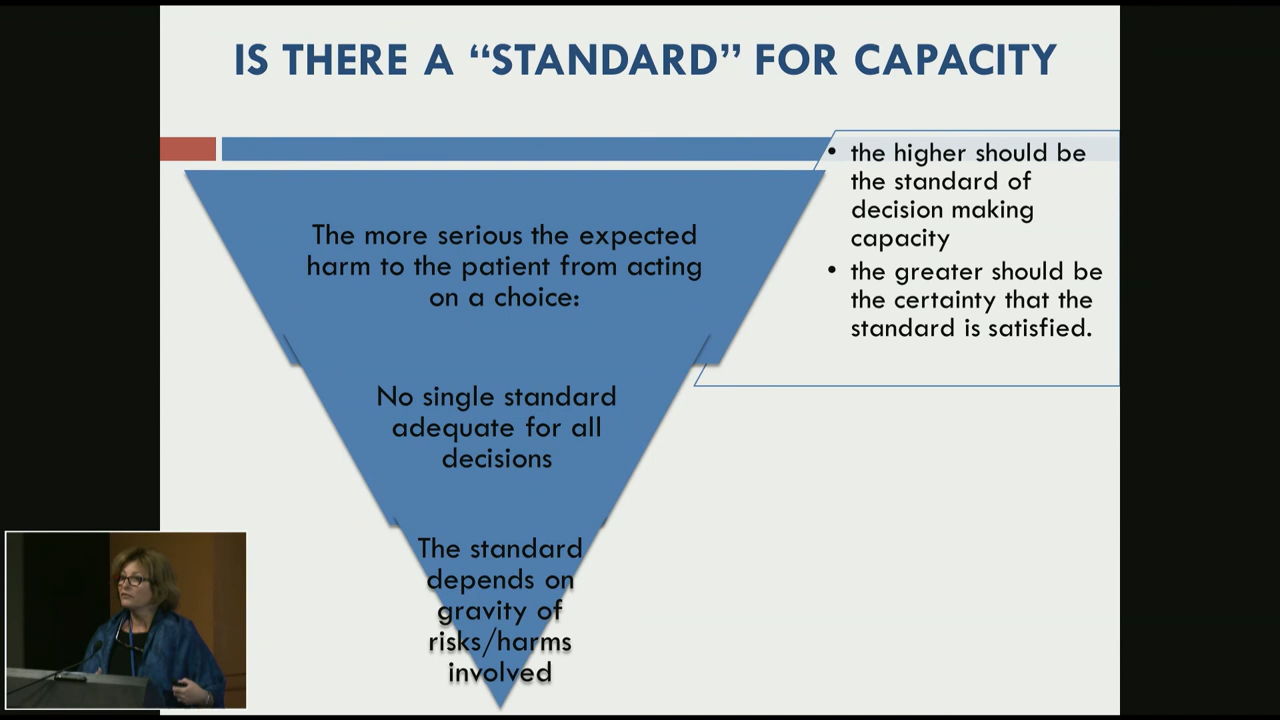 IS THERE A “STANDARD” FOR CAPACITY
The more serious the expected
harm to the patient from acting
on a choice:
• the higher should be
the standard of
decision making
capacity
• the greater should be
the certainty that the
standard is satisfied.
No single standard
adequate for all
decisions
The standard
depends on
gravity of
risks/harms
involved